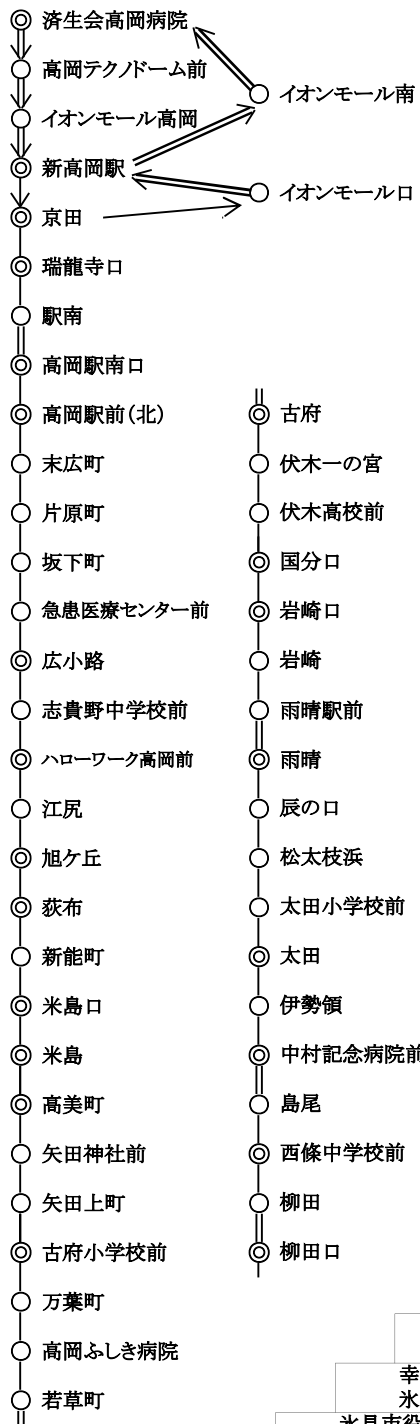 済生会高岡病院
高岡テクノドーム前
イオンモール高岡
新高岡駅
京田
瑞龍寺口
駅南
高岡駅南口
高岡駅前(北)
末広町
片原町
坂下町
急患医療センター前
広小路
志貴野中学校前
ハローワーク高岡前
江尻
旭ケ丘
荻布
新能町
米島口
米島
高美町
矢田神社前
矢田上町
古府小学校前
万葉町
高岡ふしき病院
若草町
イオンモール南
イオンモール口
古府
伏木一の宮
伏木高校前
国分口
岩崎口
岩崎
雨晴駅前
雨晴
辰の口
松太枝浜
太田小学校前
太田
伊勢領
中村記念病院前
島尾
西條中学校前
柳田
柳田口
幸
氷
氷見市役